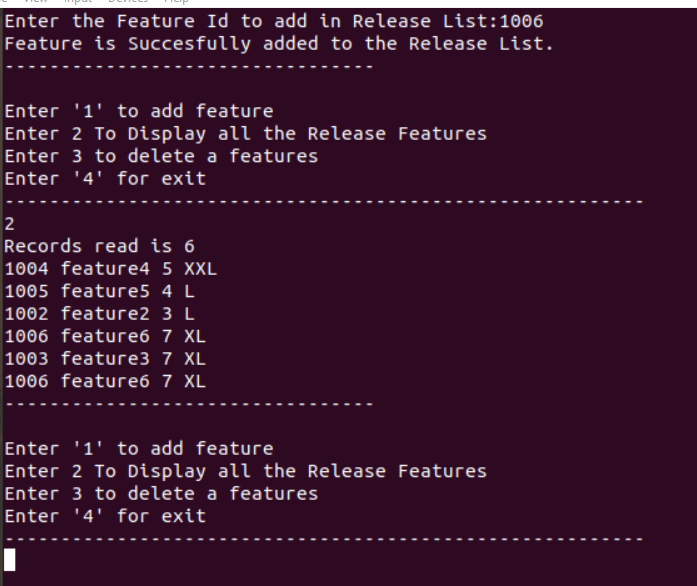 Enter the Feature Id to add in Release List:1006
Feature is Succesfully added to the Release List.
---------------------------------
Enter '1' to add feature
Enter 2 To Display all the Release Features
Enter 3 to delete a features
Enter '4' for exit
---------------------------------------------------------
2
Records read is 6
1004 feature4 5 XXL
1005 feature5 4 L
1002 feature2 3 L
1006 feature6 7 XL
1003 feature3 7 XL
1006 feature6 7 XL
---------------------------------
Enter '1' to add feature
Enter 2 To Display all the Release Features
Enter 3 to delete a features
Enter '4' for exit
---------------------------------------------------------